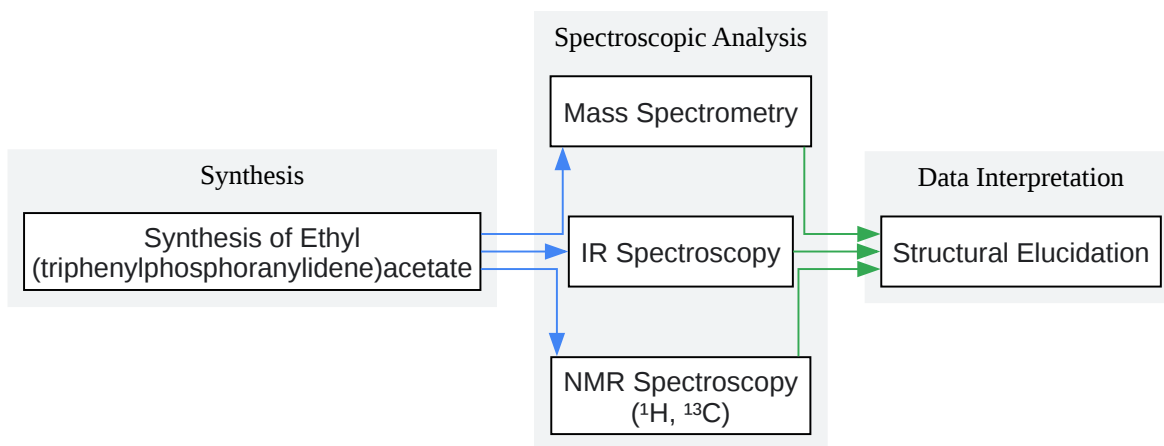 Synthesis
Synthesis of Ethyl
(triphenylphosphoranylidene)acetate
Spectroscopic Analysis
Mass Spectrometry
IR Spectroscopy
NMR Spectroscopy
(¹H, ¹³C)
Data Interpretation
Structural Elucidation